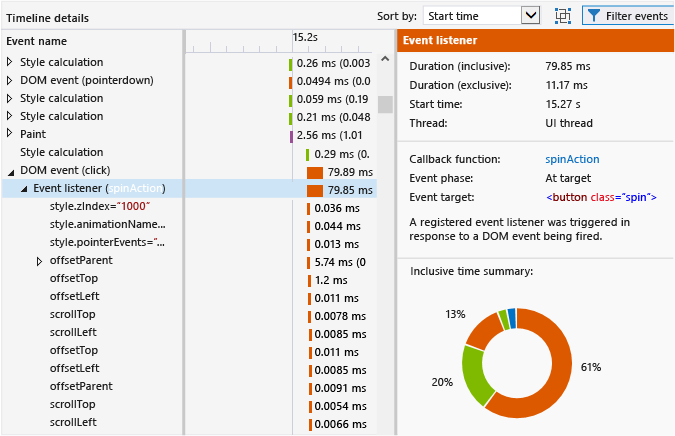 Timeline details
Sort by: Start time
Filter events
Event name
15.2s
Style calculation 0.26 ms (0.003
DOM event (pointerdown) 0.0494 ms (0.0
Style calculation 0.059 ms (0.19
Style calculation 0.21 ms (0.048
Paint 2.56 ms (1.01
Style calculation 0.29 ms (0.
DOM event (click) 79.89 ms
Event listener (spinAction) 79.85 ms
style.zIndex="1000" 0.036 ms
style.animationName... 0.044 ms
style.pointerEvents="... 0.013 ms
offsetParent 5.74 ms (0
offsetTop 1.2 ms
offsetLeft 0.011 ms
scrollTop 0.0078 ms
scrollLeft 0.0085 ms
offsetTop 0.011 ms
offsetLeft 0.0085 ms
offsetParent 0.0091 ms
scrollTop 0.0054 ms
scrollLeft 0.0066 ms
Event listener
Duration (inclusive): 79.85 ms
Duration (exclusive): 11.17 ms
Start time: 15.27 s
Thread: UI thread
Callback function: spinAction
Event phase: At target
Event target: <button class="spin">
A registered event listener was triggered in
response to a DOM event being fired.
Inclusive time summary:
13%
61%
20%